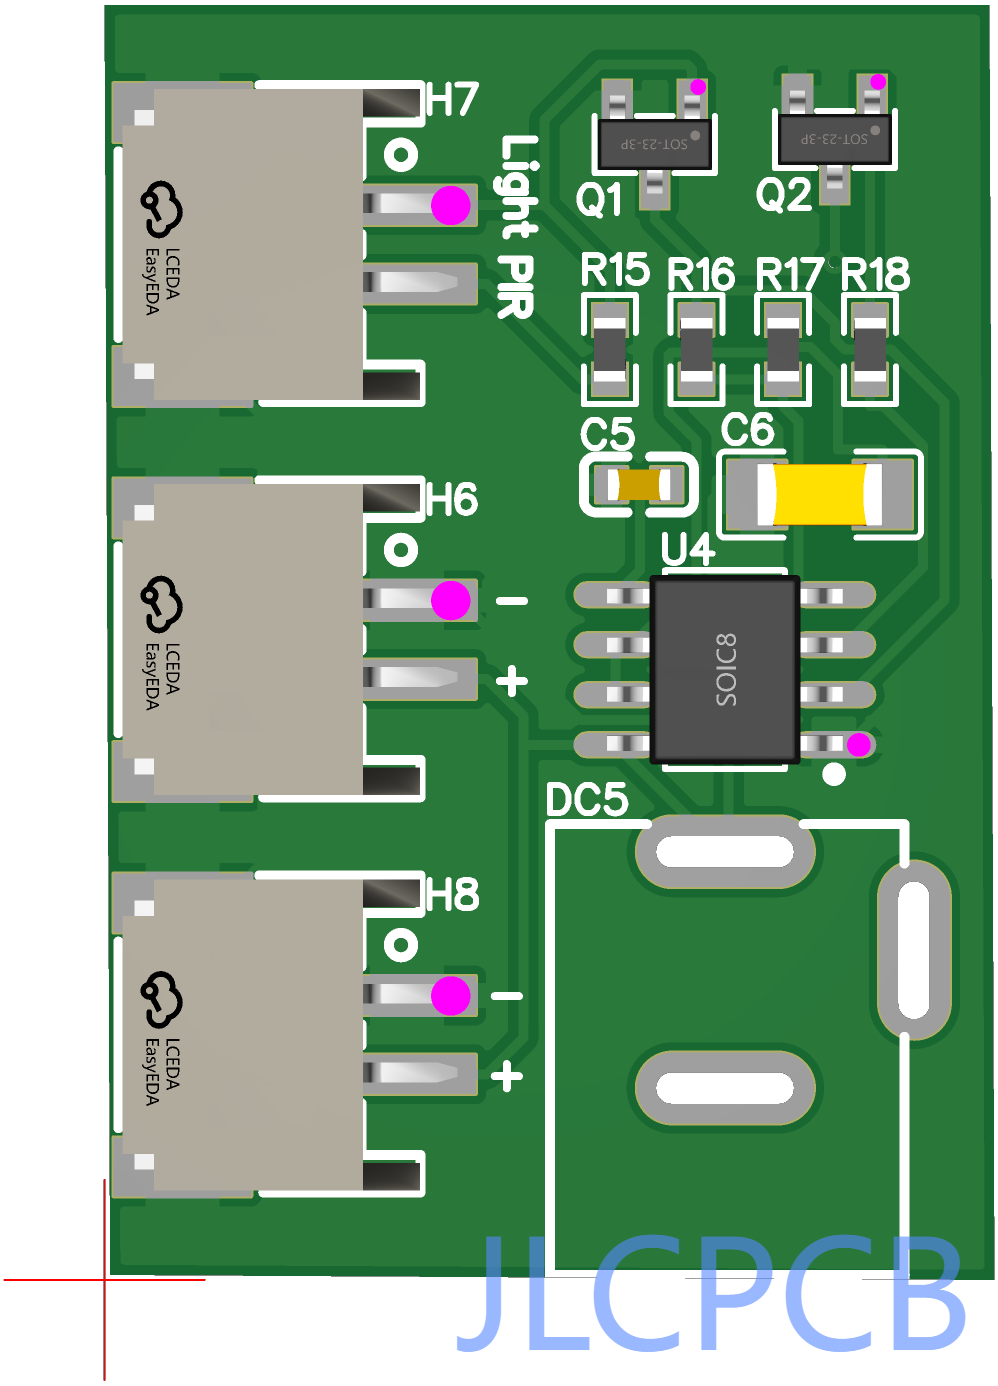 H7
Light PIR
LCEDA
EasyEDA
SOT-23-3P
Q1
SOT-23-3P
Q2
R15
R16
R17
R18
C5
C6
H6
LCEDA
EasyEDA
−
+
U4
SOIC8
DC5
H8
LCEDA
EasyEDA
−
+
JLCPCB